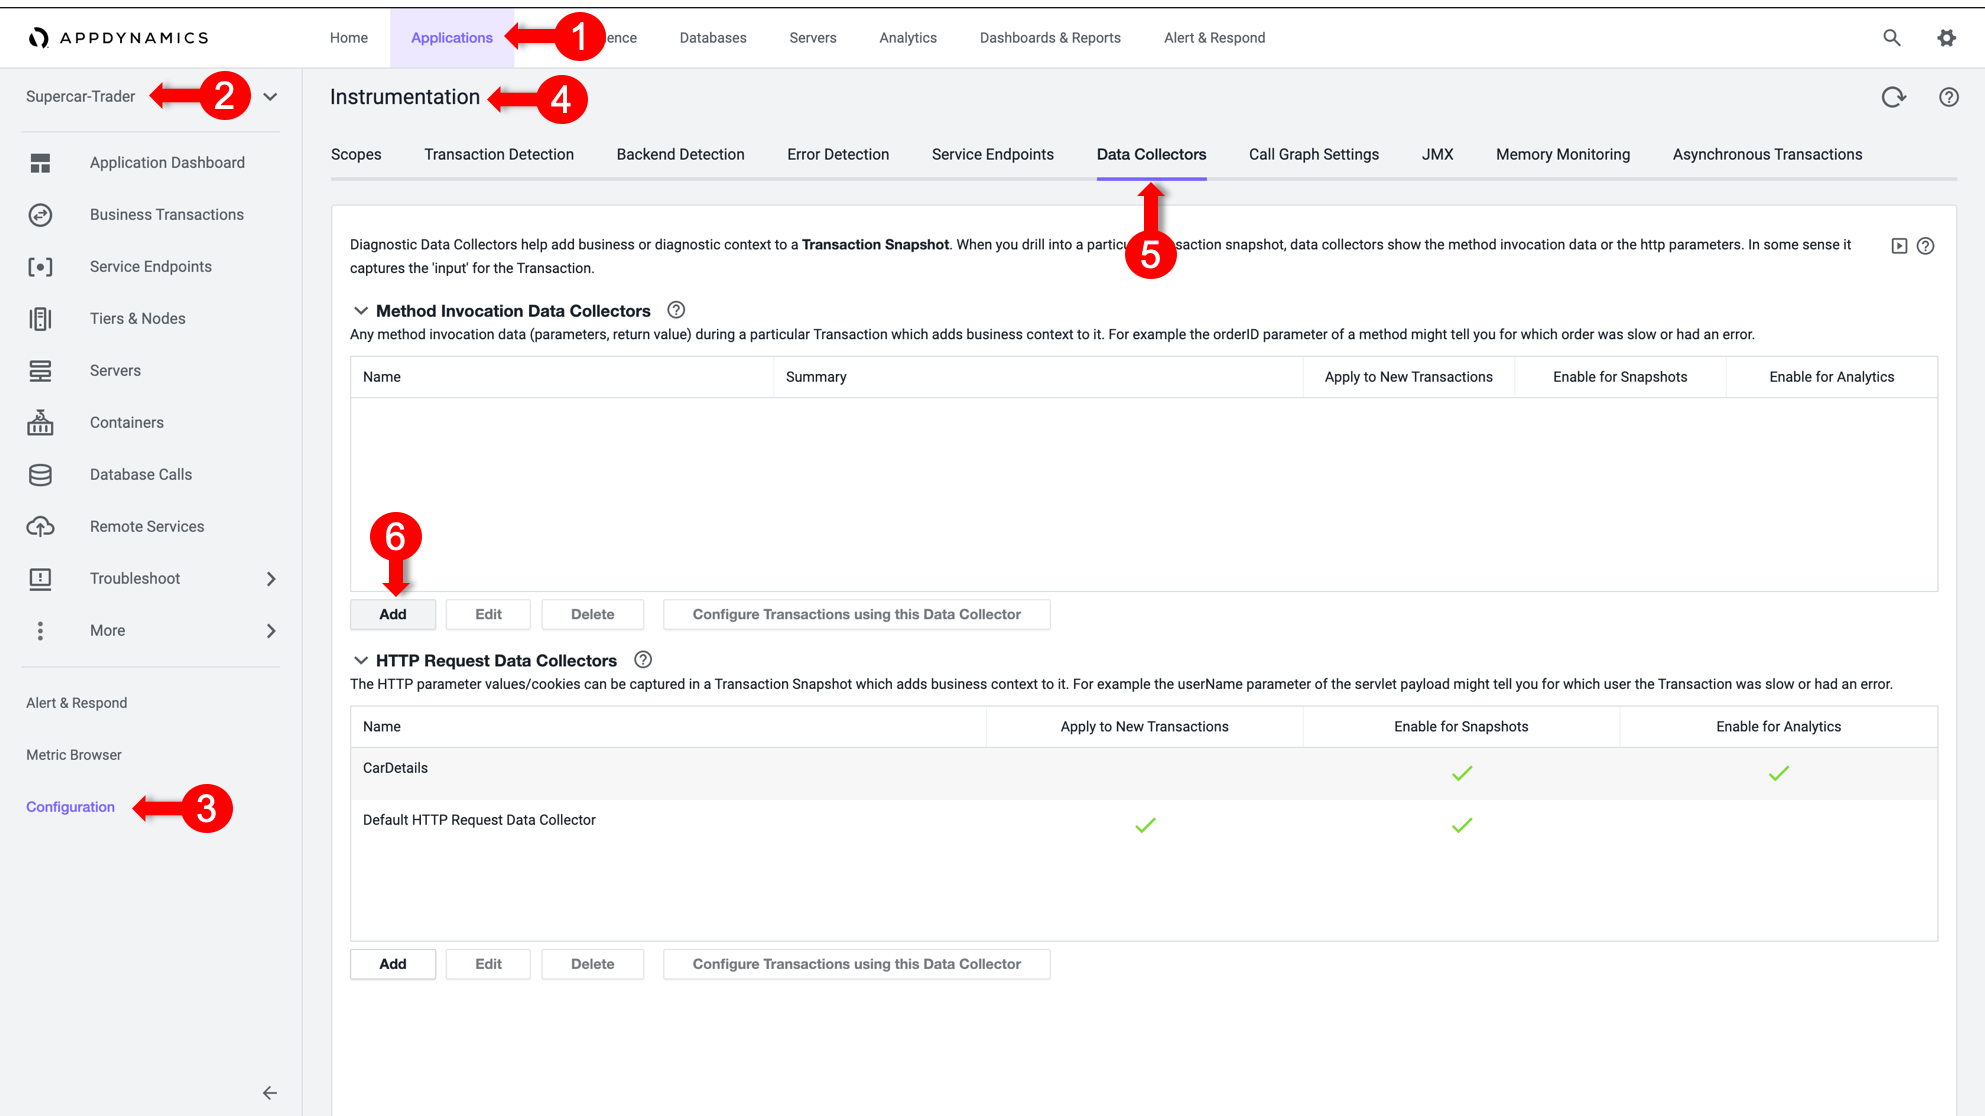 APPDYNAMICS
Home
Applications
1
ence
Databases
Servers
Analytics
Dashboards & Reports
Alert & Respond
Supercar-Trader
2
Instrumentation
4
Scopes
Transaction Detection
Backend Detection
Error Detection
Service Endpoints
Data Collectors
Call Graph Settings
JMX
Memory Monitoring
Asynchronous Transactions
Application Dashboard
Business Transactions
Service Endpoints
Tiers & Nodes
Servers
Containers
Database Calls
Remote Services
Troubleshoot
More
Alert & Respond
Metric Browser
Configuration
3
5
Diagnostic Data Collectors help add business or diagnostic context to a Transaction Snapshot. When you drill into a particu saction snapshot, data collectors show the method invocation data or the http parameters. In some sense it
captures the 'input' for the Transaction.
Method Invocation Data Collectors
Any method invocation data (parameters, return value) during a particular Transaction which adds business context to it. For example the orderID parameter of a method might tell you for which order was slow or had an error.
Name
Summary
Apply to New Transactions
Enable for Snapshots
Enable for Analytics
6
Add
Edit
Delete
Configure Transactions using this Data Collector
HTTP Request Data Collectors
The HTTP parameter values/cookies can be captured in a Transaction Snapshot which adds business context to it. For example the userName parameter of the servlet payload might tell you for which user the Transaction was slow or had an error.
Name
Apply to New Transactions
Enable for Snapshots
Enable for Analytics
CarDetails
Default HTTP Request Data Collector
Add
Edit
Delete
Configure Transactions using this Data Collector